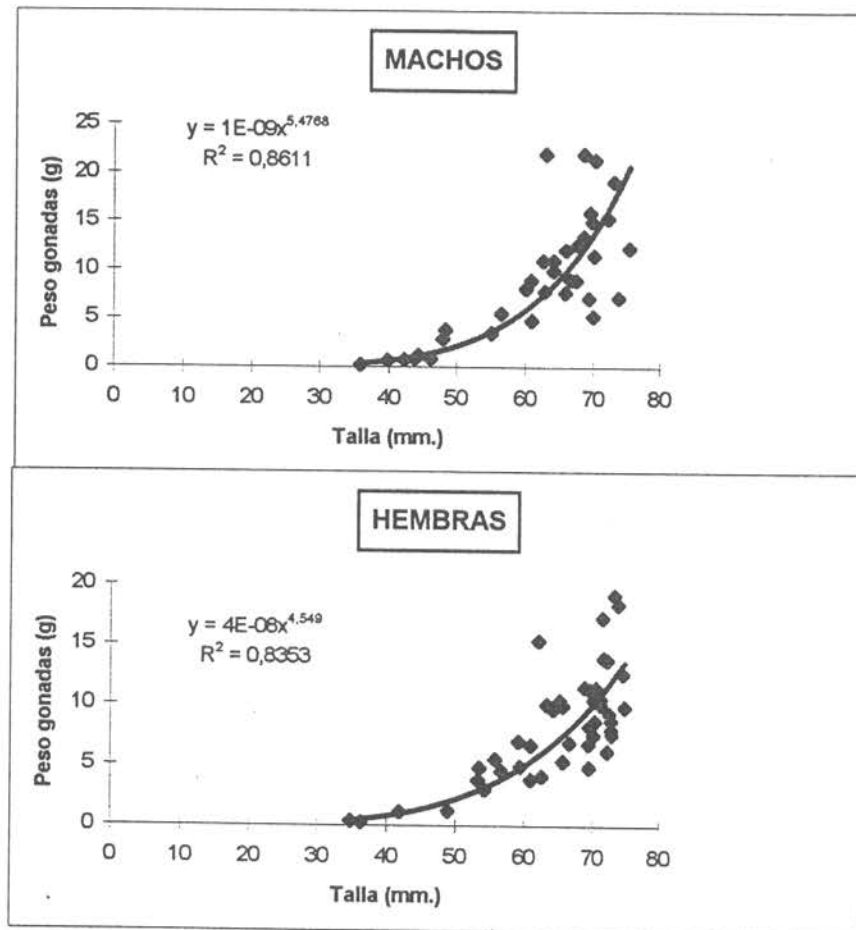 MACHOS
25
20
15
10
5
0
Peso gonadas (g)
y = 1E-09x^5,4768
R² = 0,8611
0 10 20 30 40 50 60 70 80
Talla (mm.)
HEMBRAS
20
15
10
5
0
Peso gonadas (g)
y = 4E-08x^4,549
R² = 0,8353
0 10 20 30 40 50 60 70 80
Talla (mm.)